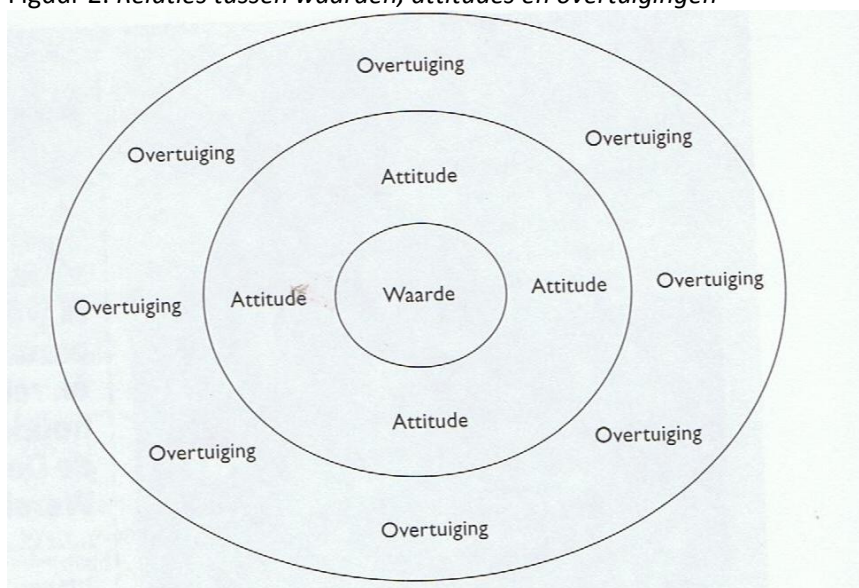 Figuur 2. Relaties tussen waarden, attitudes en overtuigingen
Overtuiging
Overtuiging
Overtuiging
Attitude
Overtuiging
Attitude
Waarde
Attitude
Overtuiging
Attitude
Overtuiging
Overtuiging
Overtuiging